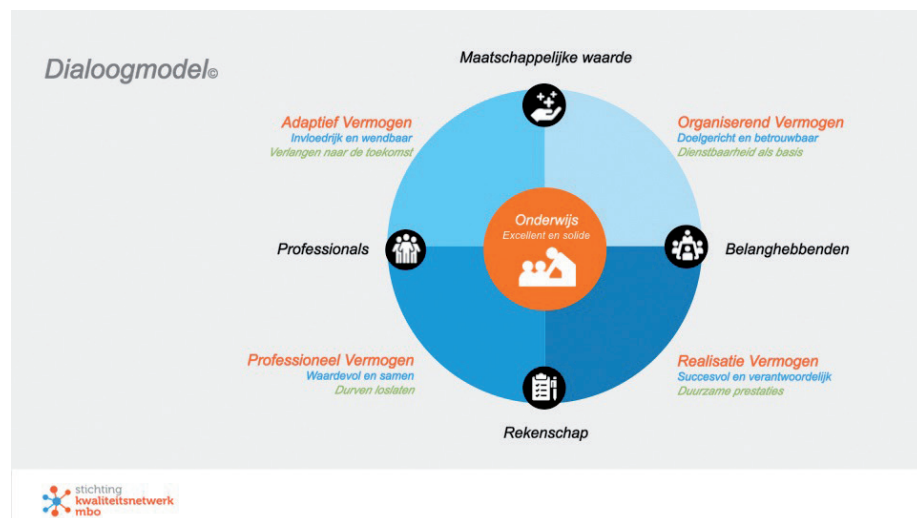 Dialoogmodel©
Maatschappelijke waarde
Adaptief Vermogen
Invloedrijk en wendbaar
Verlangen naar de toekomst
Organiserend Vermogen
Doelgericht en betrouwbaar
Dienstbaarheid als basis
Onderwijs
Excellent en solide
Professionals
Belanghebbenden
Professioneel Vermogen
Waardevol en samen
Durven loslaten
Realisatie Vermogen
Succesvol en verantwoordelijk
Duurzame prestaties
Rekenschap
stichting
kwaliteitsnetwerk
mbo